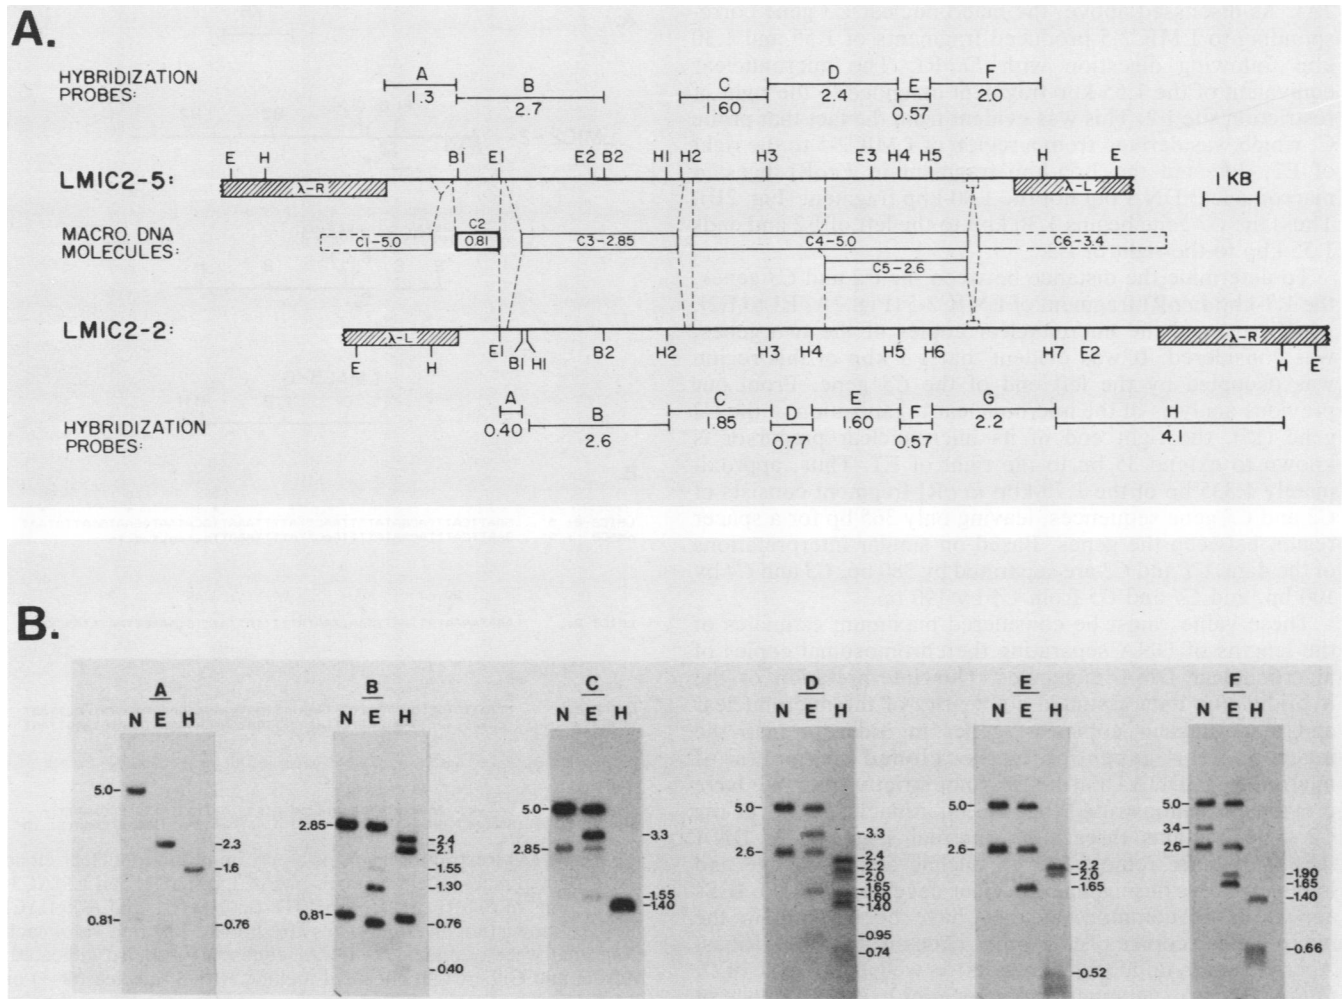 A.
HYBRIDIZATION PROBES: A B C D E F
1.3 2.7 1.60 2.4 0.57 2.0
E H B1 E1 E2 B2 H1 H2 H3 E3 H4 H5 H E
LMIC2-5: λ-R λ-L
1 KB
MACRO. DNA MOLECULES: C1-5.0 C2 0.81 C3-2.85 C4-5.0 C6-3.4
C5-2.6
LMIC2-2: λ-L λ-R
E H E1 B1 H1 B2 H2 H3 H4 H5 H6 H7 E2 H E
HYBRIDIZATION PROBES: A B C D E F G H
0.40 2.6 1.85 0.77 1.60 0.57 2.2 4.1
B.
A B C D E F
N E H N E H N E H N E H N E H N E H
5.0- -2.3 -1.6 -0.76
0.81-
2.85- -2.4 -2.1 -1.55 -1.30
0.81- -0.76 -0.40
5.0- -3.3
2.85- -1.55 -1.40
5.0- -3.3
2.6- -2.4 -2.2 -2.0 -1.65 -1.60 -1.40 -0.95 -0.74
5.0-
2.6- -2.2 -2.0 -1.65 -0.52
5.0-
3.4-
2.6- -1.90 -1.65 -1.40 -0.66